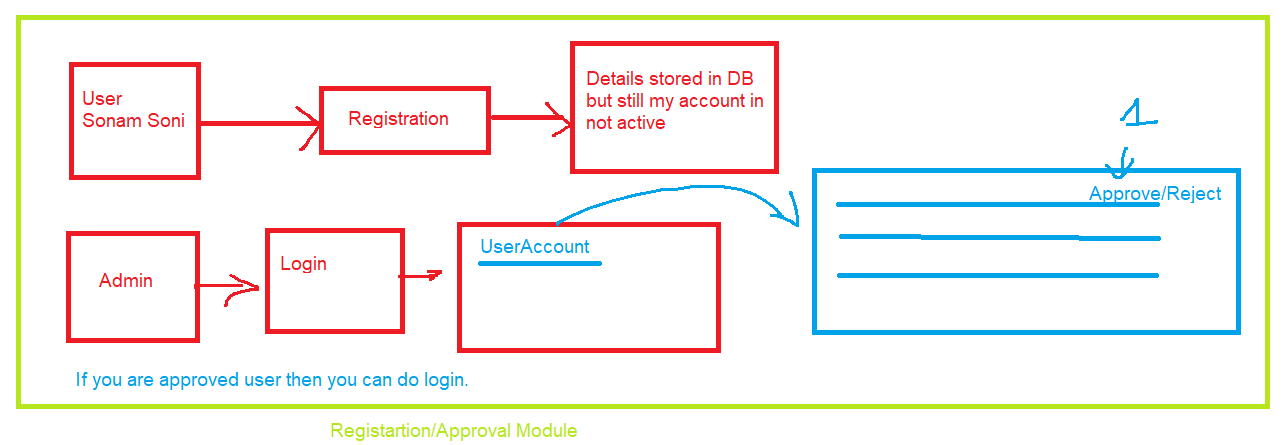 User
Sonam Soni
Registration
Details stored in DB
but still my account in
not active
1
Approve/Reject
Admin
Login
UserAccount
If you are approved user then you can do login.
Registartion/Approval Module